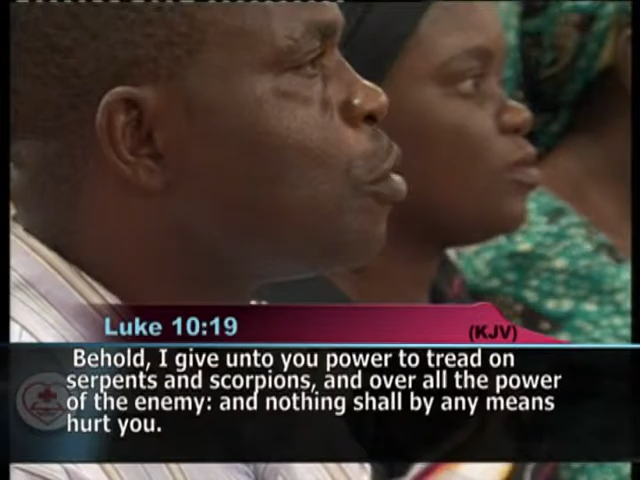 Luke 10:19
(KJV)
Behold, I give unto you power to tread on
serpents and scorpions, and over all the power
of the enemy: and nothing shall by any means
hurt you.